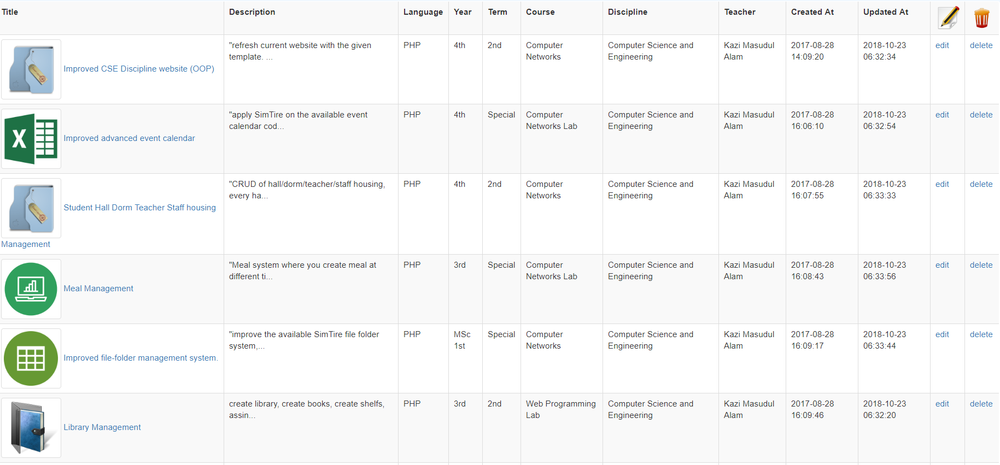 Title Description Language Year Term Course Discipline Teacher Created At Updated At
"refresh current website with the given PHP 4th 2nd Computer Computer Science and Kazi Masudul 2017-08-28 2018-10-23 edit delete
template. ... Networks Engineering Alam 14:09:20 06:32:34
Improved CSE Discipline website (OOP)
"apply SimTire on the available event PHP 4th Special Computer Computer Science and Kazi Masudul 2017-08-28 2018-10-23 edit delete
calendar cod... Networks Lab Engineering Alam 16:06:10 06:32:54
Improved advanced event calendar
"CRUD of hall/dorm/teacher/staff housing, PHP 4th 2nd Computer Computer Science and Kazi Masudul 2017-08-28 2018-10-23 edit delete
every ha... Networks Engineering Alam 16:07:55 06:33:33
Student Hall Dorm Teacher Staff housing
Management
"Meal system where you create meal at PHP 3rd Special Computer Computer Science and Kazi Masudul 2017-08-28 2018-10-23 edit delete
different ti... Networks Lab Engineering Alam 16:08:43 06:33:56
Meal Management
"improve the available SimTire file folder PHP MSc Special Computer Computer Science and Kazi Masudul 2017-08-28 2018-10-23 edit delete
system,... 1st Networks Engineering Alam 16:09:17 06:33:44
Improved file-folder management system.
create library, create books, create shelfs, PHP 3rd 2nd Web Programming Computer Science and Kazi Masudul 2017-08-28 2018-10-23 edit delete
assin... Lab Engineering Alam 16:09:46 06:32:20
Library Management